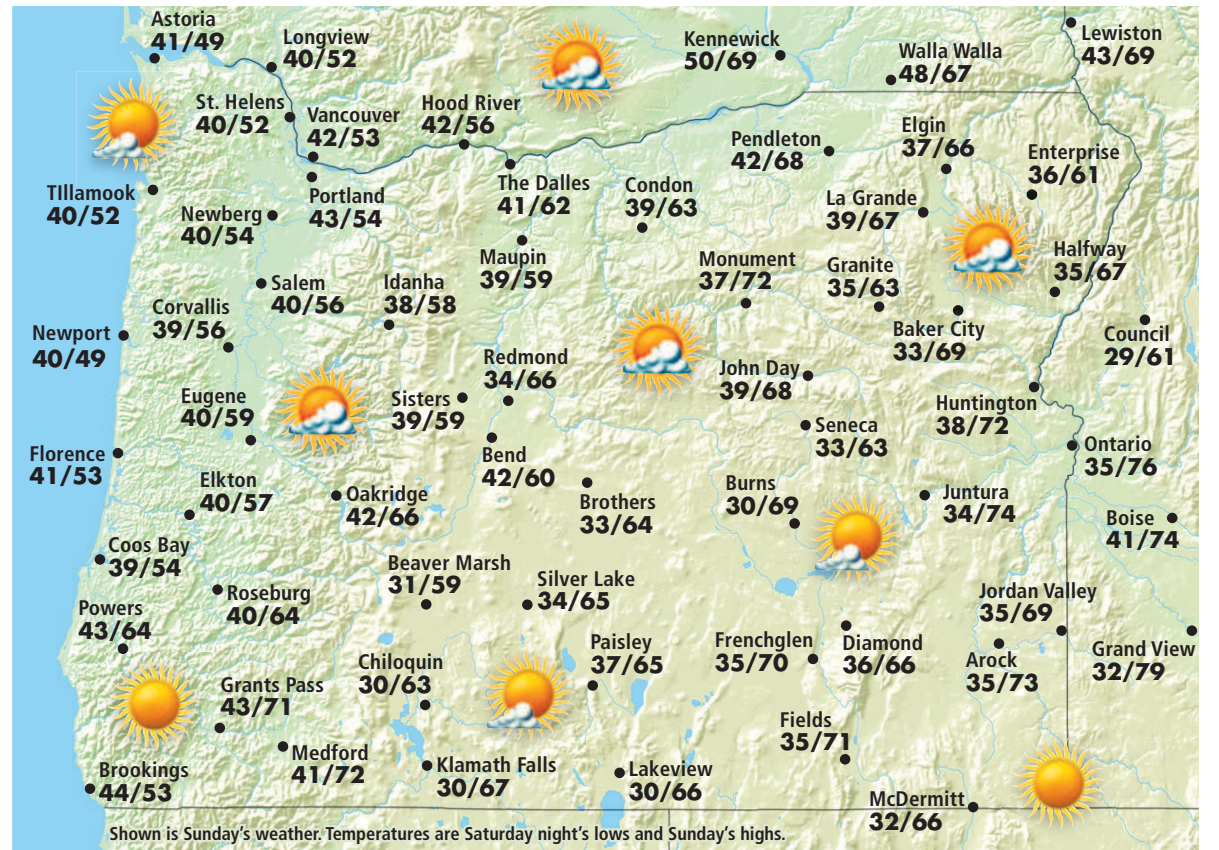 Astoria
41/49
Longview
40/52
Kennewick
50/69
Walla Walla
48/67
Lewiston
43/69
St. Helens
40/52
Vancouver
42/53
Hood River
42/56
Pendleton
42/68
Elgin
37/66
Enterprise
36/61
TIllamook
40/52
Portland
43/54
Newberg
40/54
The Dalles
41/62
Condon
39/63
La Grande
39/67
Maupin
39/59
Monument
37/72
Granite
35/63
Halfway
35/67
Salem
40/56
Idanha
38/58
Corvallis
39/56
Newport
40/49
Baker City
33/69
Council
29/61
Redmond
34/66
John Day
39/68
Eugene
40/59
Sisters
39/59
Huntington
38/72
Seneca
33/63
Ontario
35/76
Florence
41/53
Bend
42/60
Elkton
40/57
Oakridge
42/66
Brothers
33/64
Burns
30/69
Juntura
34/74
Boise
41/74
Coos Bay
39/54
Beaver Marsh
31/59
Silver Lake
34/65
Roseburg
40/64
Jordan Valley
35/69
Powers
43/64
Paisley
37/65
Frenchglen
35/70
Diamond
36/66
Grand View
32/79
Arock
35/73
Chiloquin
30/63
Grants Pass
43/71
Fields
35/71
Medford
41/72
Brookings
44/53
Klamath Falls
30/67
Lakeview
30/66
McDermitt
32/66
Shown is Sunday's weather. Temperatures are Saturday night's lows and Sunday's highs.